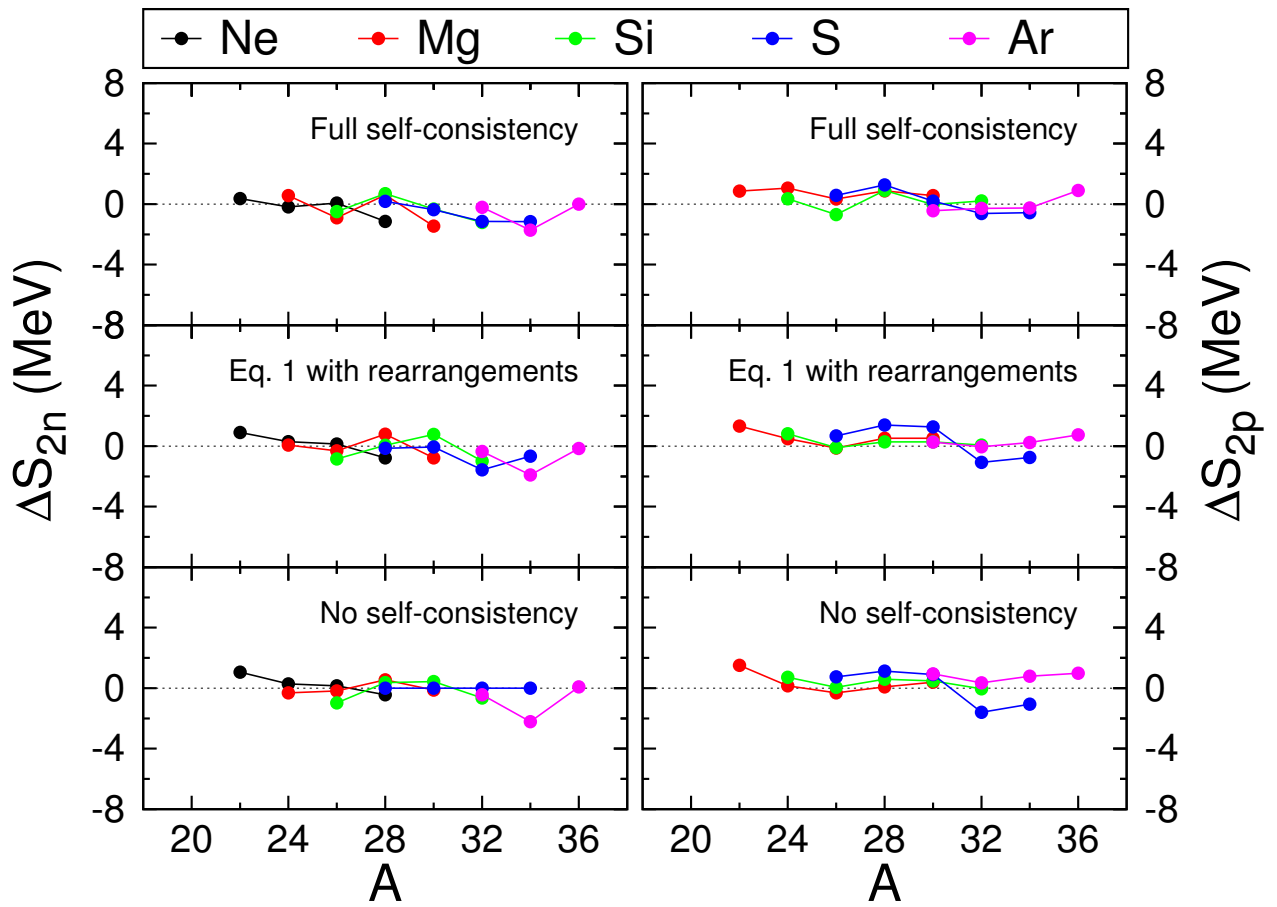 Ne Mg Si S Ar
8 8
Full self-consistency Full self-consistency
4 4
0 0
-4 -4
-8 -8
Eq. 1 with rearrangements Eq. 1 with rearrangements
4 4
0 0
-4 -4
-8 -8
No self-consistency No self-consistency
4 4
0 0
-4 -4
-8 -8
20 24 28 32 36 20 24 28 32 36
A A
ΔS2n (MeV)
ΔS2p (MeV)